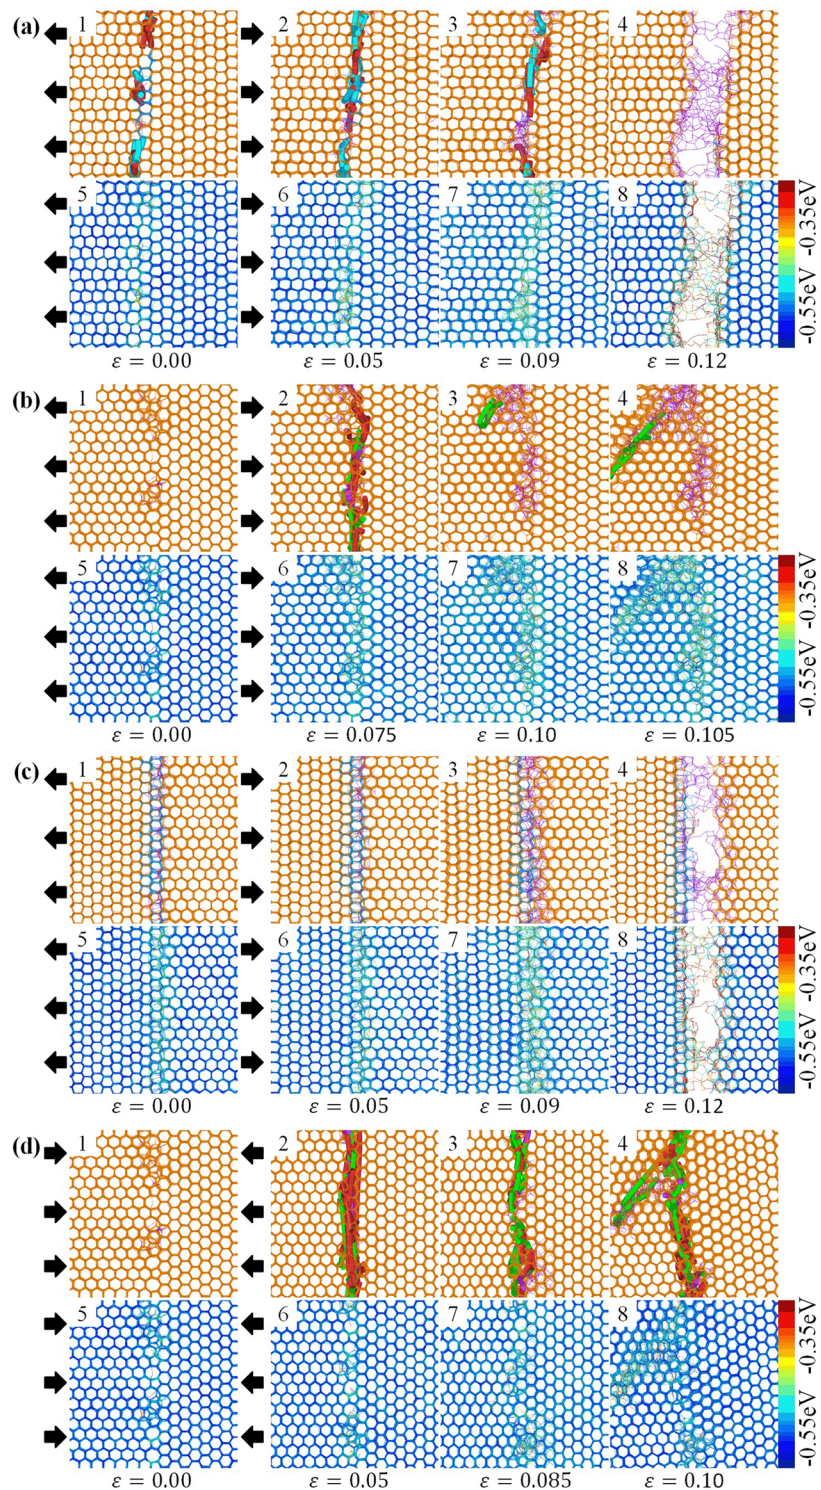 (a) 1 2 3 4
-0.55eV -0.35eV
5 6 7 8
ε = 0.00 ε = 0.05 ε = 0.09 ε = 0.12
(b) 1 2 3 4
-0.55eV -0.35eV
5 6 7 8
ε = 0.00 ε = 0.075 ε = 0.10 ε = 0.105
(c) 1 2 3 4
-0.55eV -0.35eV
5 6 7 8
ε = 0.00 ε = 0.05 ε = 0.09 ε = 0.12
(d) 1 2 3 4
-0.55eV -0.35eV
5 6 7 8
ε = 0.00 ε = 0.05 ε = 0.085 ε = 0.10